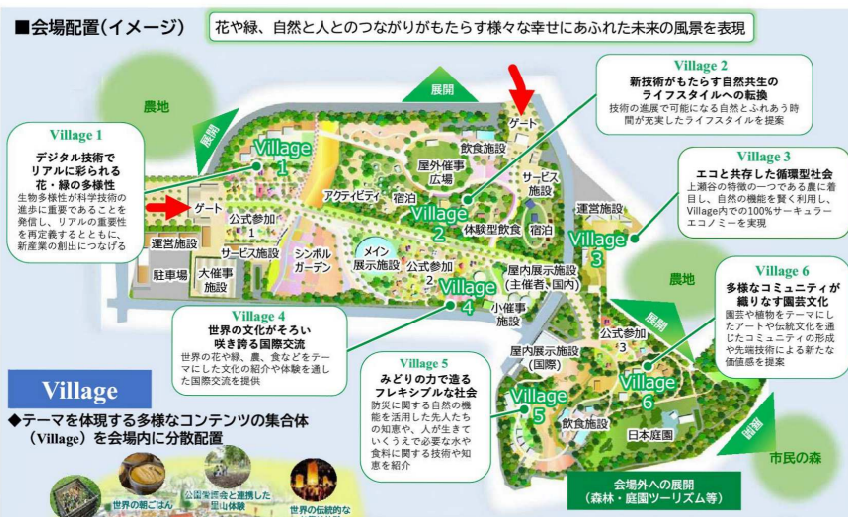 ■会場配置(イメージ)
花や緑、自然と人とのつながりがもたらす様々な幸せにあふれた未来の風景を表現
Village 1
デジタル技術で
リアルに彩られる
花・緑の多様性
生物多様性が科学技術の
進歩に重要であることを
発信し、リアルの重要性
を再定義するとともに、
新産業の創出につなげる
Village 2
新技術がもたらす自然共生の
ライフスタイルへの転換
技術の進展で可能になる自然とふれあう時
間が充実したライフスタイルを提案
Village 3
エコと共存した循環型社会
上瀬谷の特徴の一つである農に着
目し、自然の機能を賢く利用し、
Village内での100%サーキュラー
エコノミーを実現
Village 6
多様なコミュニティが
織りなす園芸文化
園芸や植物をテーマにし
たアートや伝統文化を通
じたコミュニティの形成
や先端技術による新たな
価値感を提案
Village 4
世界の文化がそろい
咲き誇る国際交流
世界の花や緑、農、食などをテー
マにした文化の紹介や体験を通し
た国際交流を提供
Village 5
みどりの力で造る
フレキシブルな社会
防災に関する自然の機
能を活用した先人たち
の知恵や、人が生きて
いくうえで必要な水や
食料に関する技術や知
恵を紹介
農地
展開
展開
ゲート
Village
1
飲食施設
屋外催事
広場
サービス
施設
アクティビティ
宿泊
Village
2
体験型飲食
宿泊
運営施設
Village
3
農地
ゲート
公式参加
1
運営施設
サービス施設
駐車場
大催事
施設
シンボル
ガーデン
メイン
展示施設
公式参加
2
屋内展示施設
(主催者、国内)
Village
4
小催事
施設
展開
公式参加
3
屋内展示施設
(国際)
Village
5
Village
6
飲食施設
日本庭園
展開
市民の森
会場外への展開
(森林・庭園ツーリズム等)
Village
◆テーマを体現する多様なコンテンツの集合体
(Village)を会場内に分散配置
世界の朝ごはん
公園愛護会と連携した
里山体験
世界の伝統的な